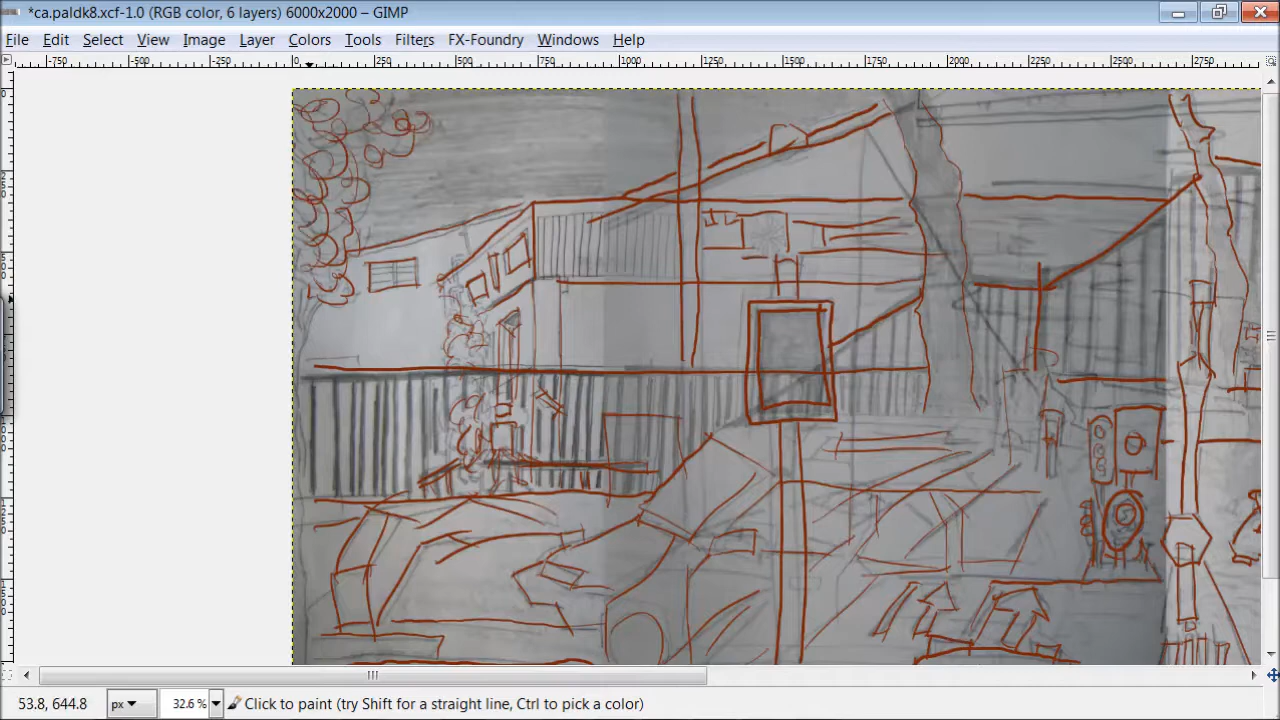 *ca.paldk8.xcf-1.0 (RGB color, 6 layers) 6000x2000 – GIMP
File Edit Select View Image Layer Colors Tools Filters FX-Foundry Windows Help
-750 -500 -250 0 250 500 750 1000 1250 1500 1750 2000 2250 2500 2750
53.8, 644.8 px 32.6 % Click to paint (try Shift for a straight line, Ctrl to pick a color)